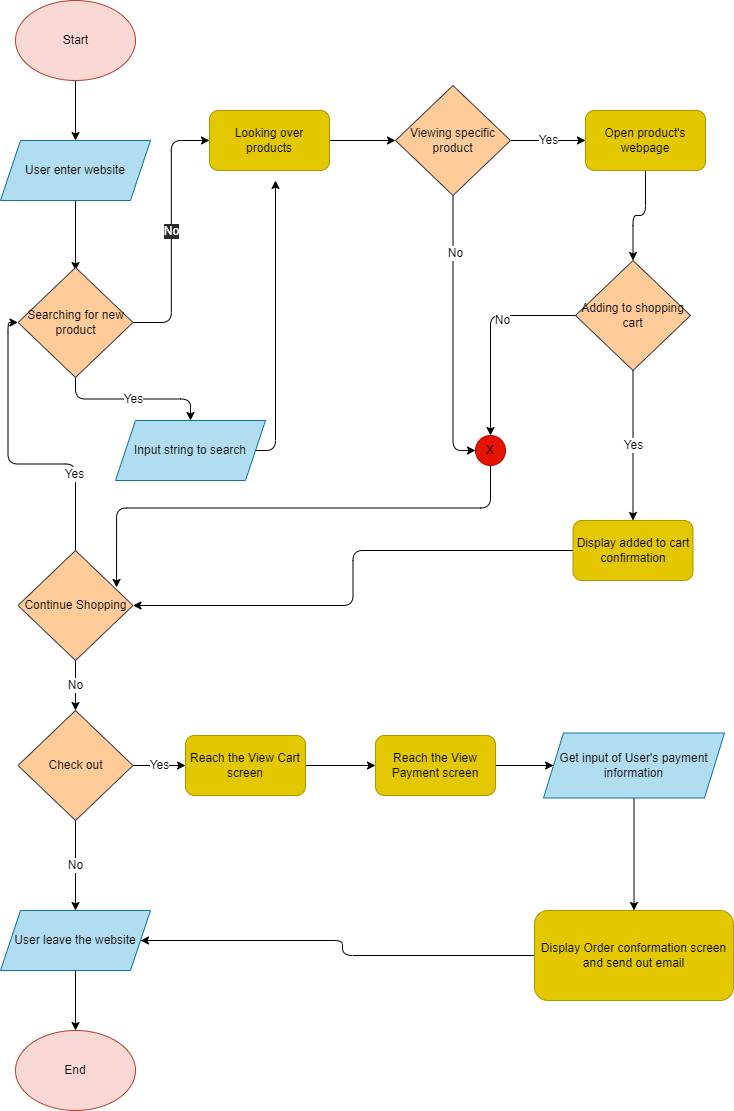 Start
User enter website
Looking over
products
Viewing specific
product
Yes
Open product's
webpage
No
No
Searching for new
product
Adding to shopping
cart
No
Yes
Input string to search
X
Yes
Yes
Display added to cart
confirmation
Continue Shopping
No
Check out
Yes
Reach the View Cart
screen
Reach the View
Payment screen
Get input of User's payment
information
No
User leave the website
Display Order conformation screen
and send out email
End